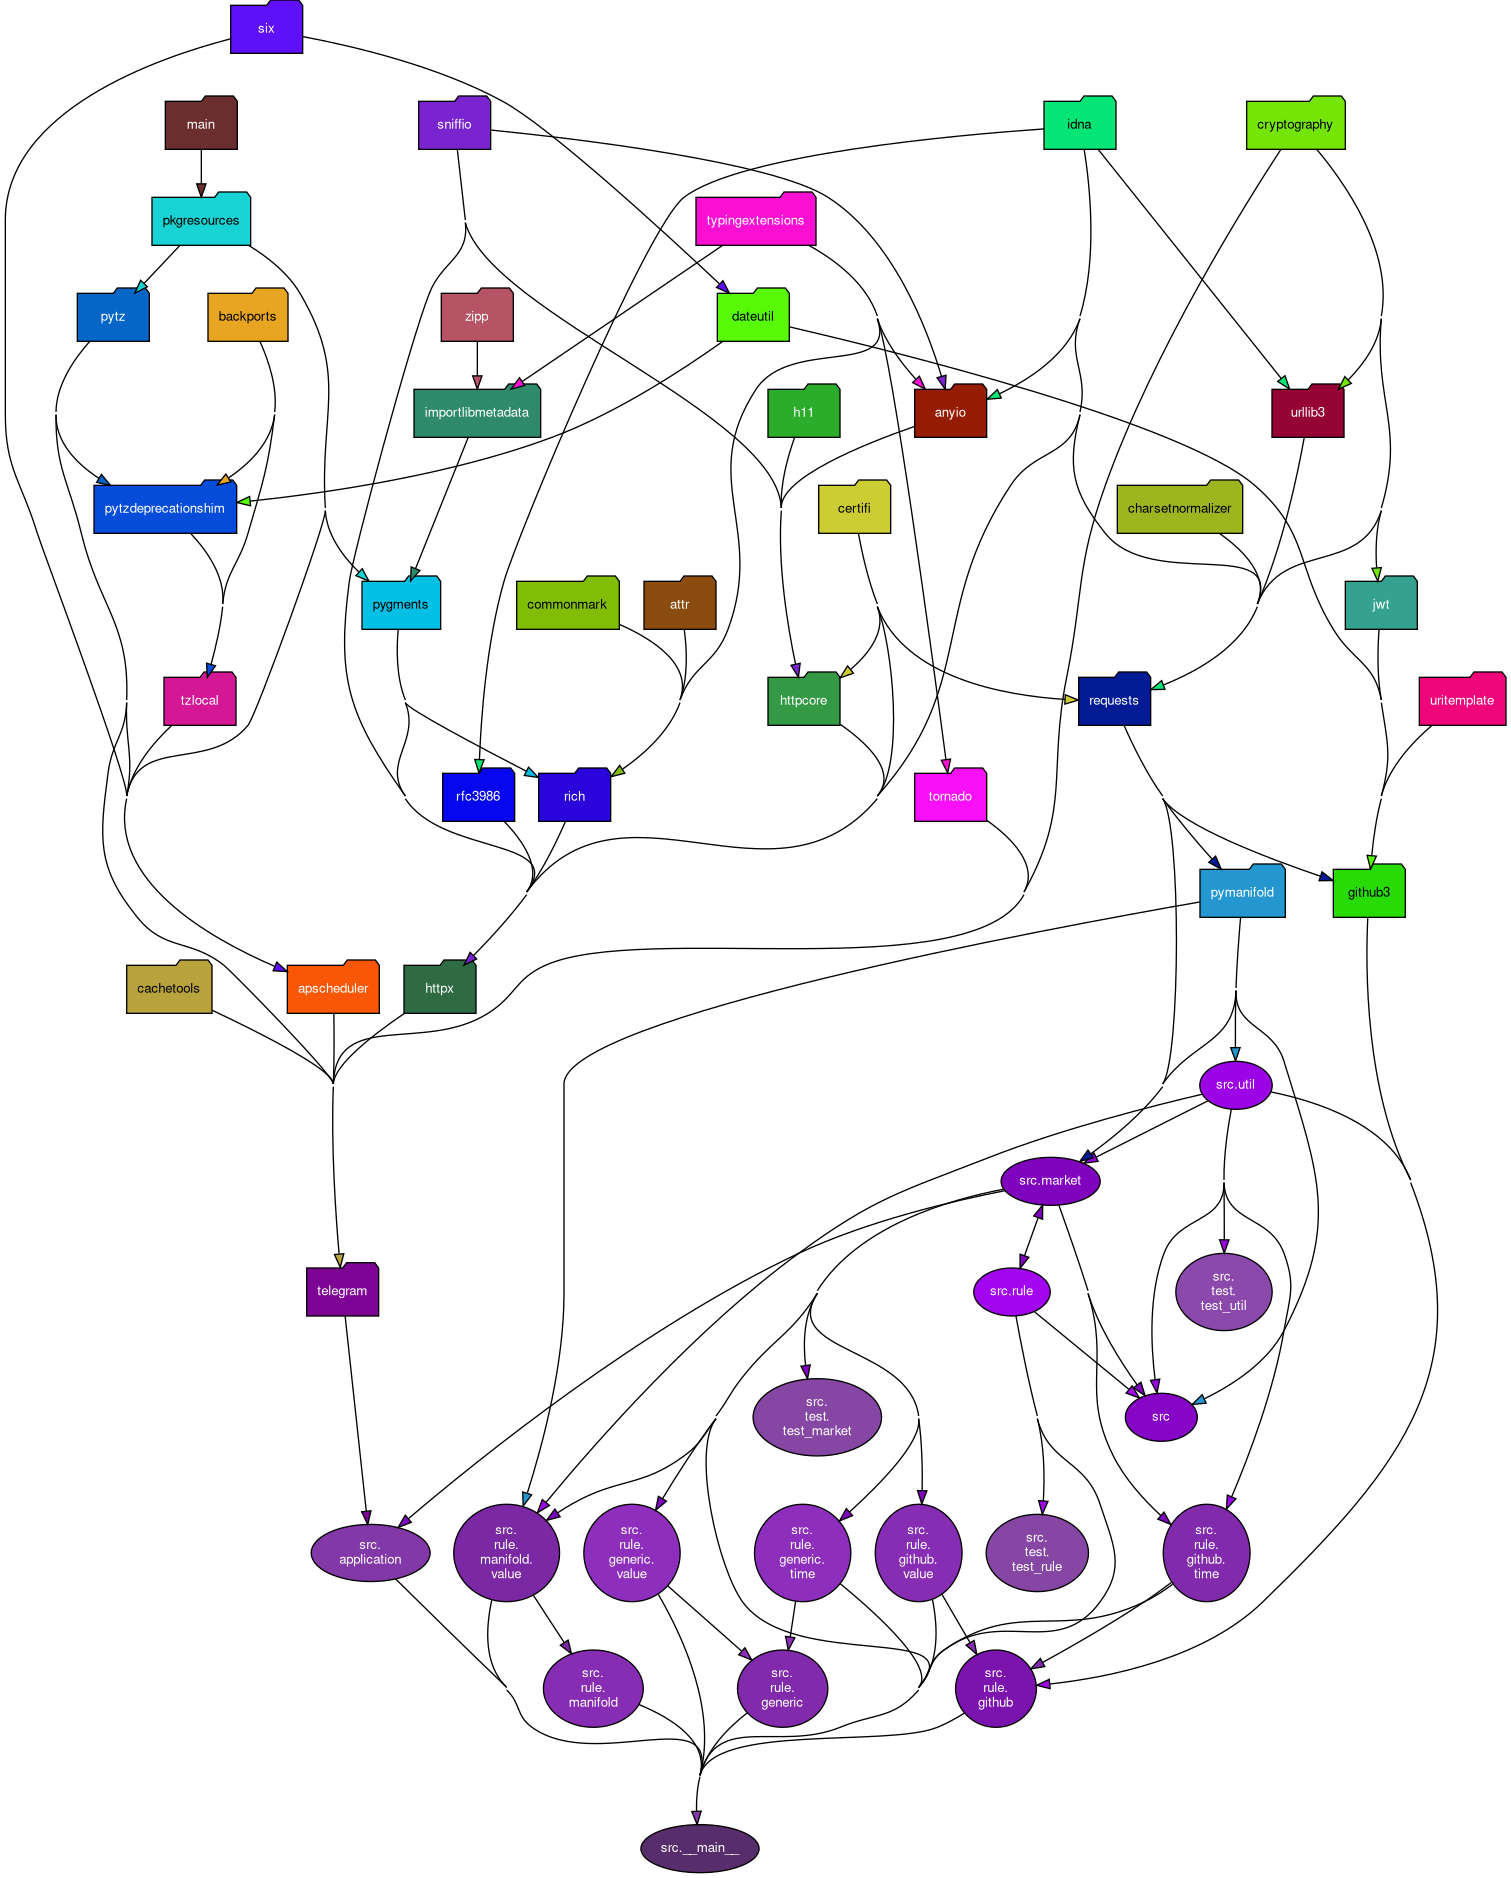 six
main
sniffio
idna
cryptography
pkgresources
typingextensions
pytz
backports
zipp
dateutil
importlibmetadata
h11
anyio
urllib3
pytzdeprecationshim
certifi
charsetnormalizer
pygments
commonmark
attr
jwt
tzlocal
httpcore
requests
uritemplate
rfc3986
rich
tornado
pymanifold
github3
cachetools
apscheduler
httpx
src.util
src.market
telegram
src.rule
src.
test.
test_util
src.
test.
test_market
src
src.
application
src.
rule.
manifold.
value
src.
rule.
generic.
value
src.
rule.
generic.
time
src.
rule.
github.
value
src.
test.
test_rule
src.
rule.
github.
time
src.
rule.
manifold
src.
rule.
generic
src.
rule.
github
src.__main__